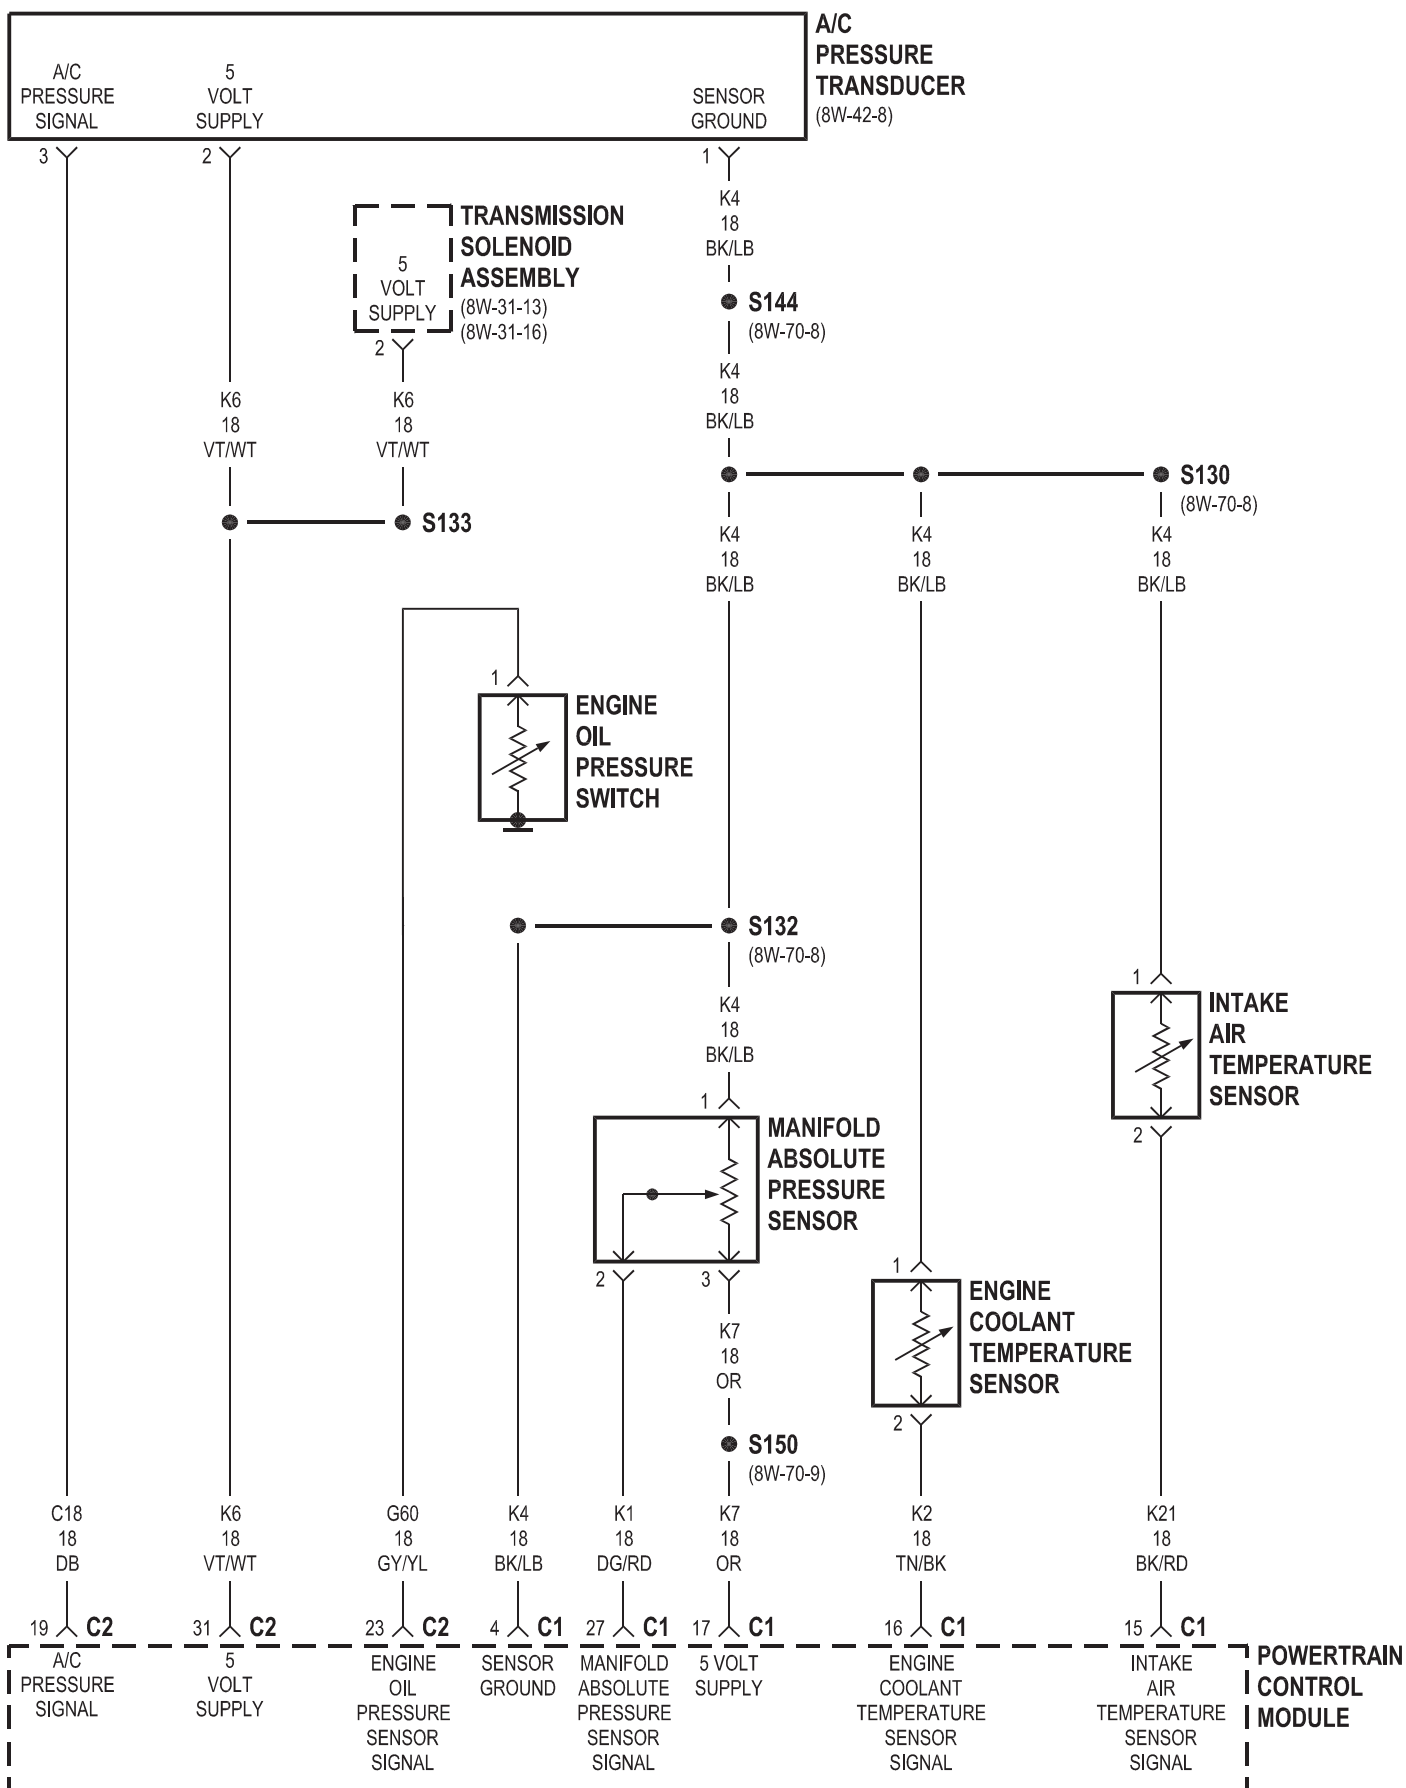 A/C
PRESSURE
TRANSDUCER
(8W-42-8)
A/C
PRESSURE
SIGNAL
5
VOLT
SUPPLY
SENSOR
GROUND
3
2
1
K4
18
BK/LB
TRANSMISSION
SOLENOID
ASSEMBLY
(8W-31-13)
(8W-31-16)
5
VOLT
SUPPLY
2
S144
(8W-70-8)
K4
18
BK/LB
K6
18
VT/WT
K6
18
VT/WT
S130
(8W-70-8)
S133
K4
18
BK/LB
K4
18
BK/LB
K4
18
BK/LB
1
ENGINE
OIL
PRESSURE
SWITCH
S132
(8W-70-8)
K4
18
BK/LB
1
INTAKE
AIR
TEMPERATURE
SENSOR
2
1
MANIFOLD
ABSOLUTE
PRESSURE
SENSOR
2
3
1
ENGINE
COOLANT
TEMPERATURE
SENSOR
2
K7
18
OR
S150
(8W-70-9)
C18
18
DB
K6
18
VT/WT
G60
18
GY/YL
K4
18
BK/LB
K1
18
DG/RD
K7
18
OR
K2
18
TN/BK
K21
18
BK/RD
19 C2
31 C2
23 C2
4 C1
27 C1
17 C1
16 C1
15 C1
A/C
PRESSURE
SIGNAL
5
VOLT
SUPPLY
ENGINE
OIL
PRESSURE
SENSOR
SIGNAL
SENSOR
GROUND
MANIFOLD
ABSOLUTE
PRESSURE
SENSOR
SIGNAL
5 VOLT
SUPPLY
ENGINE
COOLANT
TEMPERATURE
SENSOR
SIGNAL
INTAKE
AIR
TEMPERATURE
SENSOR
SIGNAL
POWERTRAIN
CONTROL
MODULE